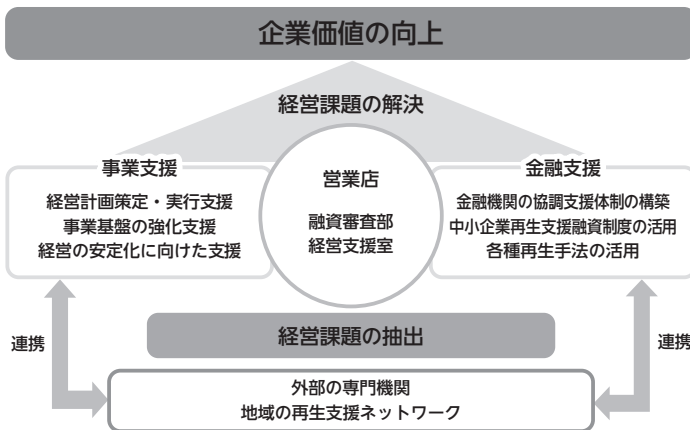 企業価値の向上
経営課題の解決
事業支援
経営計画策定・実行支援
事業基盤の強化支援
経営の安定化に向けた支援
営業店
融資審査部
経営支援室
金融支援
金融機関の協調支援体制の構築
中小企業再生支援融資制度の活用
各種再生手法の活用
連携
経営課題の抽出
連携
外部の専門機関
地域の再生支援ネットワーク